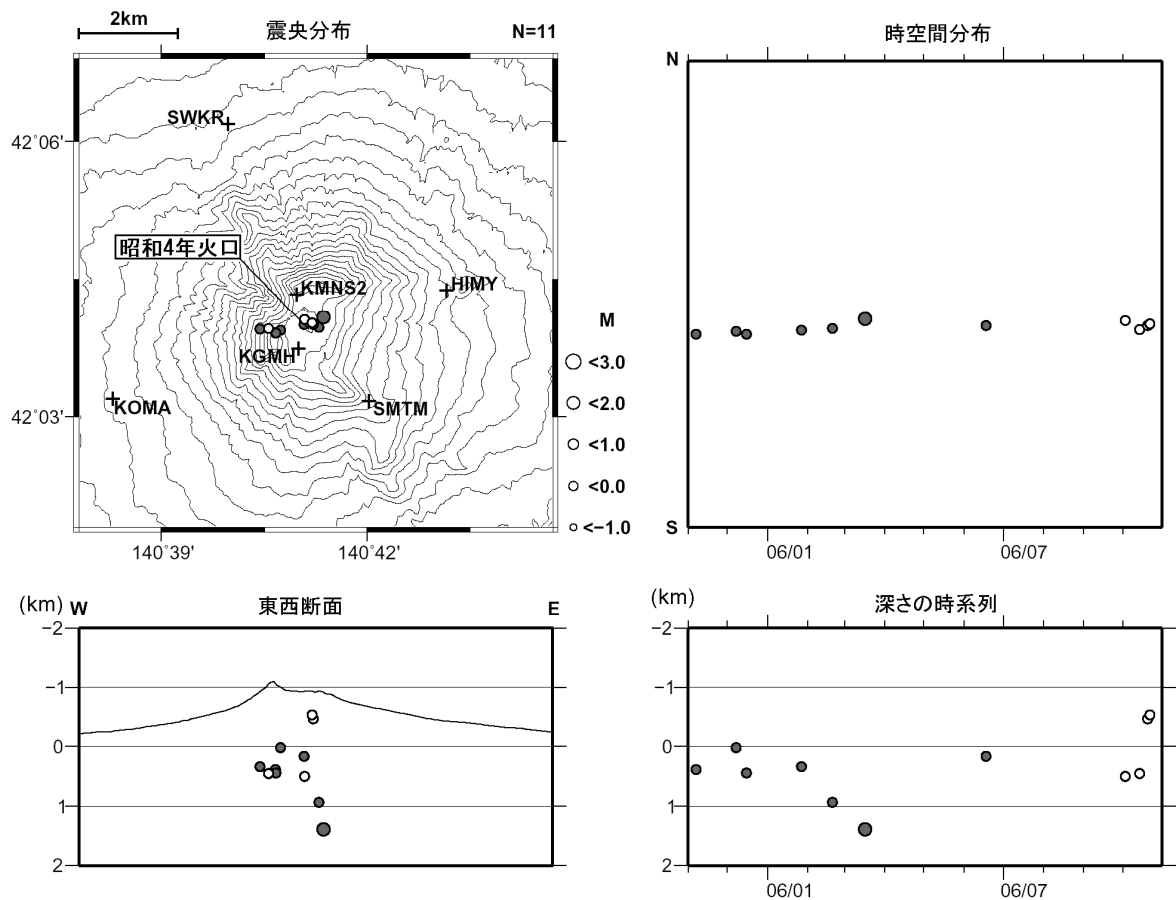 2km
震央分布
N=11
SWKR
42°06'
昭和4年火口
KMNS2
HIMY
KGMH
KOMA
SMTM
42°03'
140°39'
140°42'
M
<3.0
<2.0
<1.0
<0.0
<−1.0
時空間分布
N
S
06/01
06/07
(km)
W
東西断面
E
−2
−1
0
1
2
(km)
深さの時系列
−2
−1
0
1
2
06/01
06/07